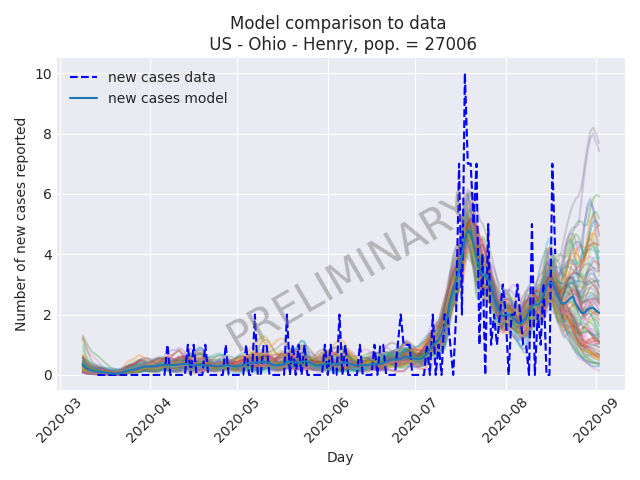 Model comparison to data
US - Ohio - Henry, pop. = 27006
new cases data
new cases model
Number of new cases reported
10
8
6
4
2
0
PRELIMINARY
2020-03
2020-04
2020-05
2020-06
2020-07
2020-08
2020-09
Day